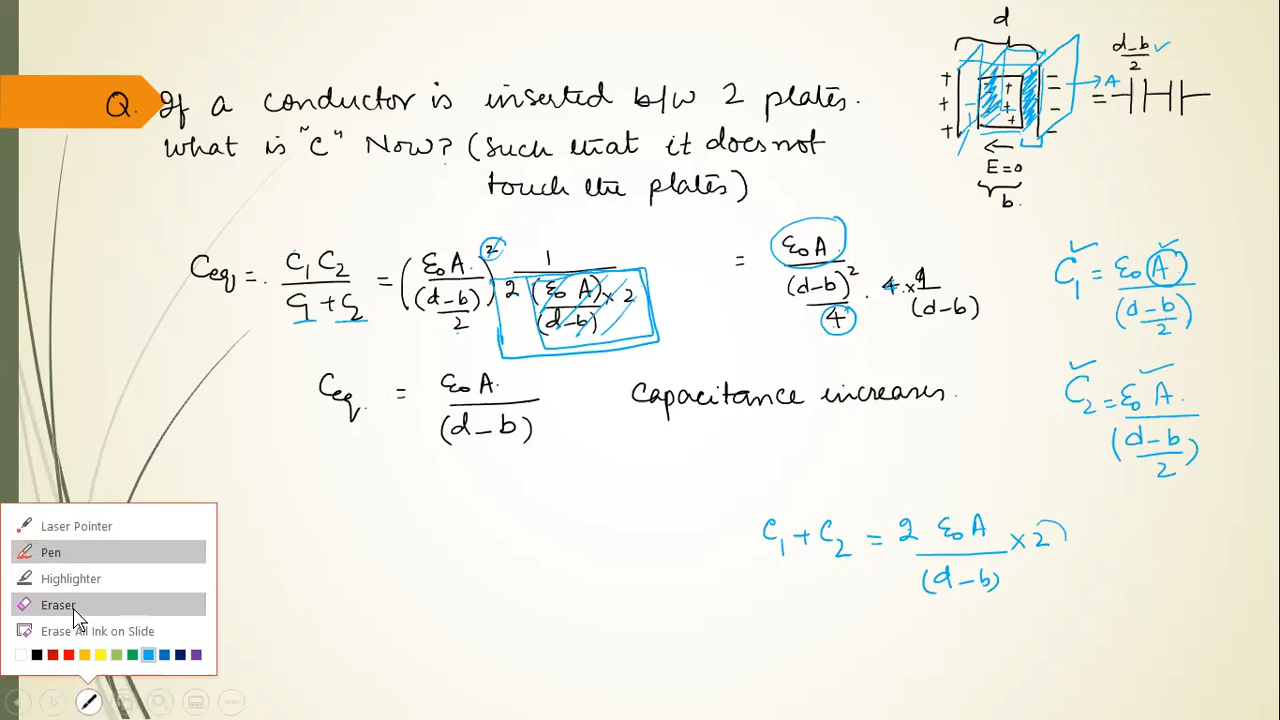 d
d-b/2 ✓
+ + +
- - -
→ A
=
E=0
b.
Q. If a conductor is inserted b/w 2 plates.
what is "C" Now? (Such that it does not
touch the plates)
Ceq = C₁C₂/(C₁+C₂) = (ε₀A/((d-b)/2))² 1/(2 (ε₀A)/(d-b) × 2) = ε₀A/((d-b)²/4) . 4 × 1/(d-b)
C₁ = ε₀A/((d-b)/2)
Ceq. = ε₀A/(d-b) Capacitance increases.
C₂ = ε₀A/((d-b)/2)
C₁ + C₂ = 2 ε₀A/(d-b) × 2
Laser Pointer
Pen
Highlighter
Eraser
Erase All Ink on Slide